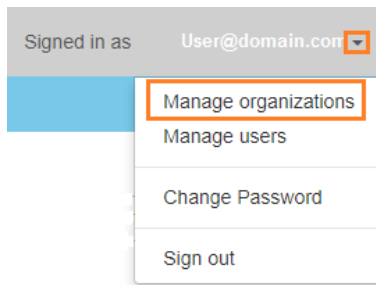 Signed in as User@domain.com
Manage organizations
Manage users
Change Password
Sign out